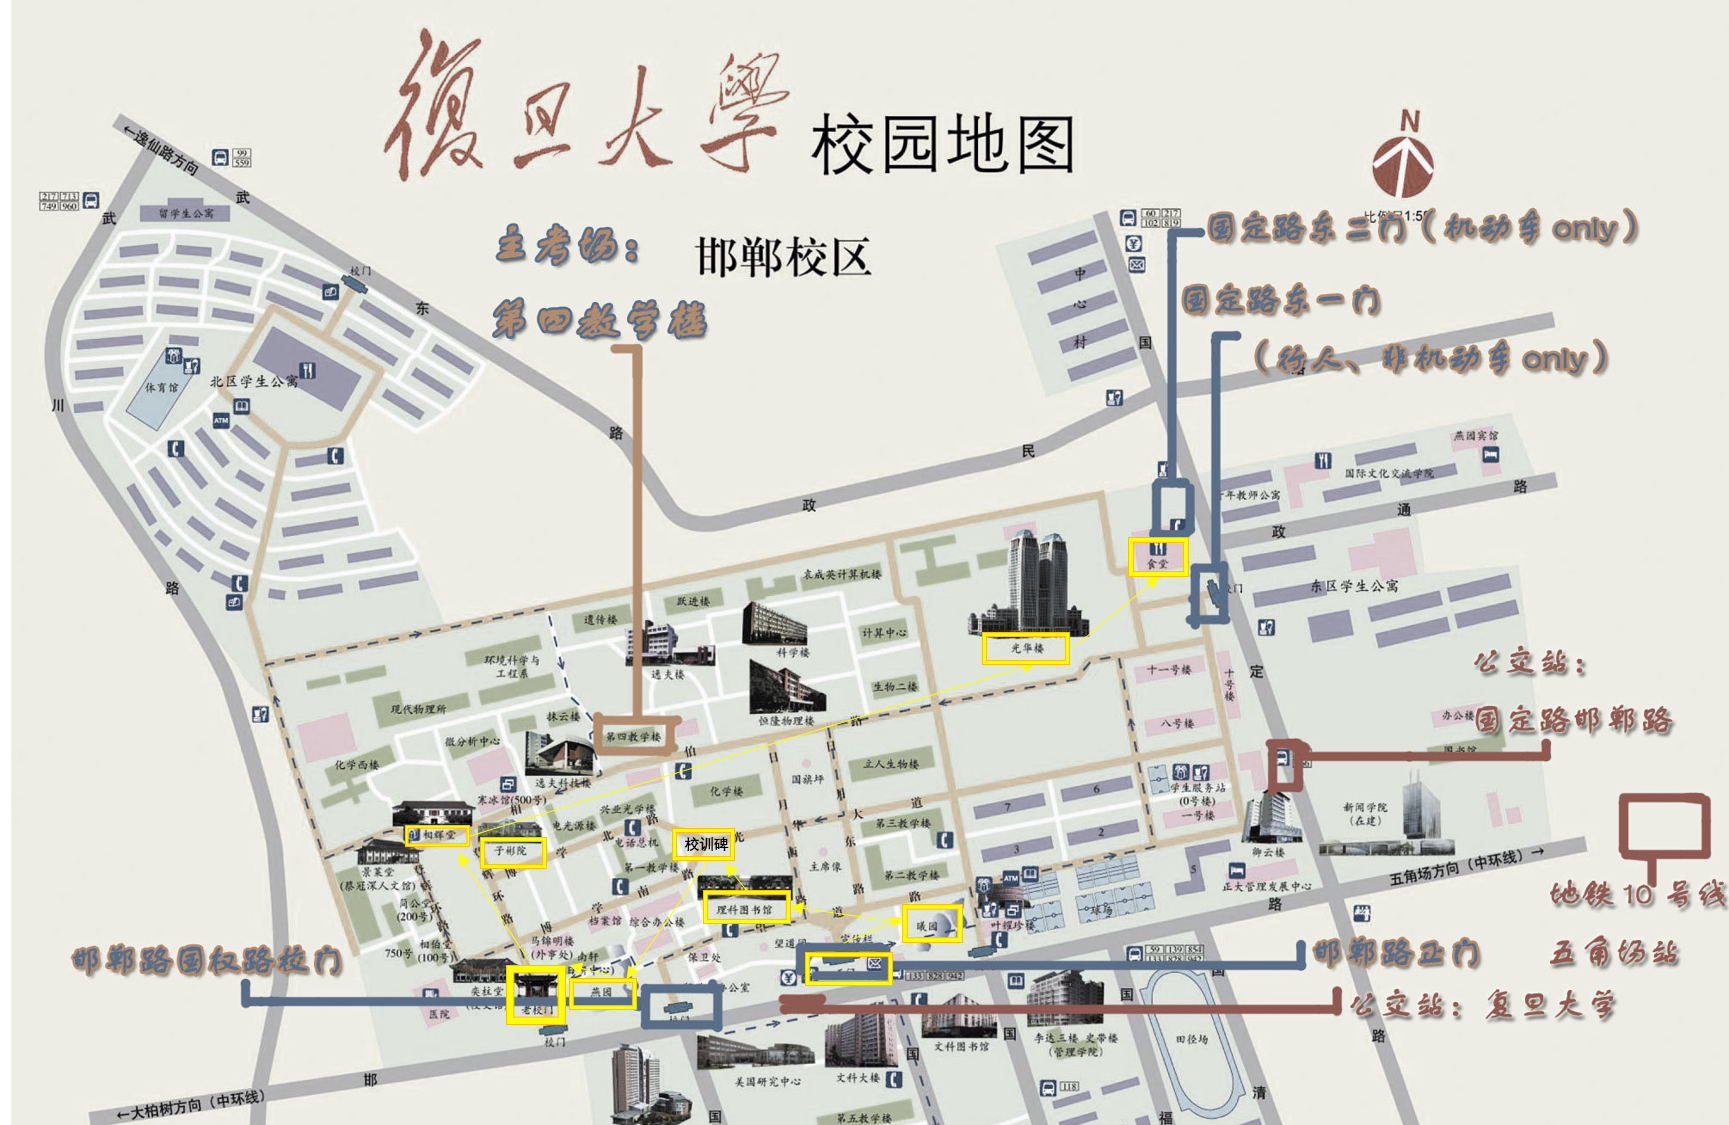 復旦大學 校园地图
N
←逸仙路方向
99
559
217 713
749 960
武
武
东
路
川
路
留学生公寓
校门
体育馆
北区学生公寓
ATM
主考场：
第四教学楼
邯郸校区
60 217
102 819
国定路东二门（机动车 only）
国定路东一门
（行人、非机动车 only）
中
心
村
国
民
政
路
燕园宾馆
国际文化交流学院
年教师公寓
政
通
路
食堂
东区学生公寓
定
袁成英计算机楼
跃进楼
遗传楼
科学楼
计算中心
光华楼
环境科学与
工程系
逸夫楼
恒隆物理楼
生物二楼
十一号楼
十号楼
八号楼
现代物理所
抹云楼
第四教学楼
微分析中心
化学西楼
逸夫科技楼
寒冰馆(500号)
国旗坪
立人生物楼
化学楼
兴业光学楼
电光源楼
电话总机
第一教学楼
相辉堂
子彬院
校训碑
第三教学楼
第二教学楼
主席像
7
6
3
2
5
学生服务站
(0号楼)
一号楼
公交站：
国定路邯郸路
办公楼
图书馆
新闻学院
(在建)
卿云楼
正大管理发展中心
五角场方向（中环线）→
地铁10 号线
五角场站
景莱堂
(蔡冠深人文馆)
简公堂
(200号)
750号
相伯堂
(100号)
理科图书馆
曦园
叶耀珍楼
球场
档案馆
综合办公楼
马锦明楼
(外事处)
南轩
保卫处
望道园
燕园
老校门
奕柱堂
医院
校门
邯郸路国权路校门
邯郸路正门
公交站：复旦大学
133 828 942
59 139 854
133 828 942
文科图书馆
文科大楼
美国研究中心
李达三楼 史带楼
(管理学院)
田径场
118
第五教学楼
←大柏树方向（中环线）
邯
国
国
国
福
清
路
路